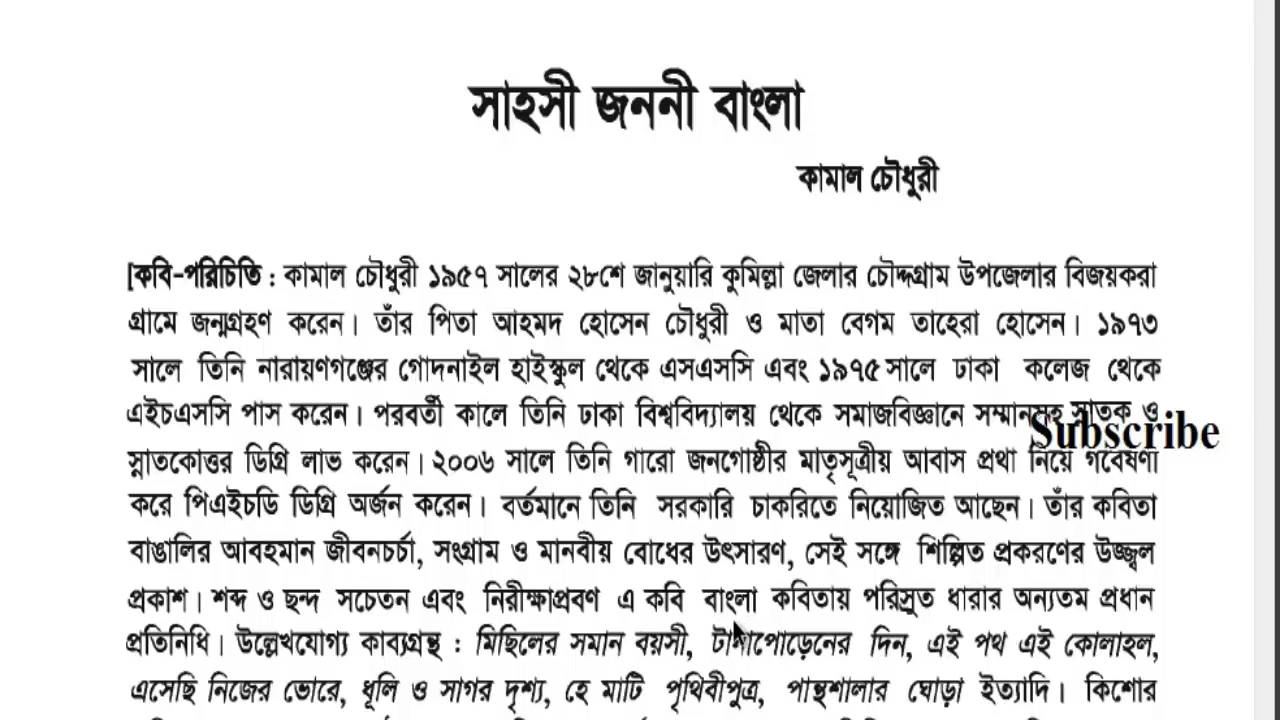 সাহসী জননী বাংলা
কামাল চৌধুরী
[কবি-পরিচিতি : কামাল চৌধুরী ১৯৫৭ সালের ২৮শে জানুয়ারি কুমিল্লা জেলার চৌদ্দগ্রাম উপজেলার বিজয়করা
গ্রামে জন্মগ্রহণ করেন। তাঁর পিতা আহমদ হোসেন চৌধুরী ও মাতা বেগম তাহেরা হোসেন। ১৯৭৩
সালে তিনি নারায়ণগঞ্জের গোদনাইল হাইস্কুল থেকে এসএসসি এবং ১৯৭৫ সালে ঢাকা কলেজ থেকে
এইচএসসি পাস করেন। পরবর্তী কালে তিনি ঢাকা বিশ্ববিদ্যালয় থেকে সমাজবিজ্ঞানে সম্মানসহ স্নাতক ও
Subscribe
স্নাতকোত্তর ডিগ্রি লাভ করেন। ২০০৬ সালে তিনি গারো জনগোষ্ঠীর মাতৃসূত্রীয় আবাস প্রথা নিয়ে গবেষণা
করে পিএইচডি ডিগ্রি অর্জন করেন। বর্তমানে তিনি সরকারি চাকরিতে নিয়োজিত আছেন। তাঁর কবিতা
বাঙালির আবহমান জীবনচর্চা, সংগ্রাম ও মানবীয় বোধের উৎসারণ, সেই সঙ্গে শিল্পিত প্রকরণের উজ্জ্বল
প্রকাশ। শব্দ ও ছন্দ সচেতন এবং নিরীক্ষাপ্রবণ এ কবি বাংলা কবিতায় পরিস্রুত ধারার অন্যতম প্রধান
প্রতিনিধি। উল্লেখযোগ্য কাব্যগ্রন্থ : মিছিলের সমান বয়সী, টানাপোড়েনের দিন, এই পথ এই কোলাহল,
এসেছি নিজের ভোরে, ধূলি ও সাগর দৃশ্য, হে মাটি পৃথিবীপুত্র, পান্থশালার ঘোড়া ইত্যাদি। কিশোর